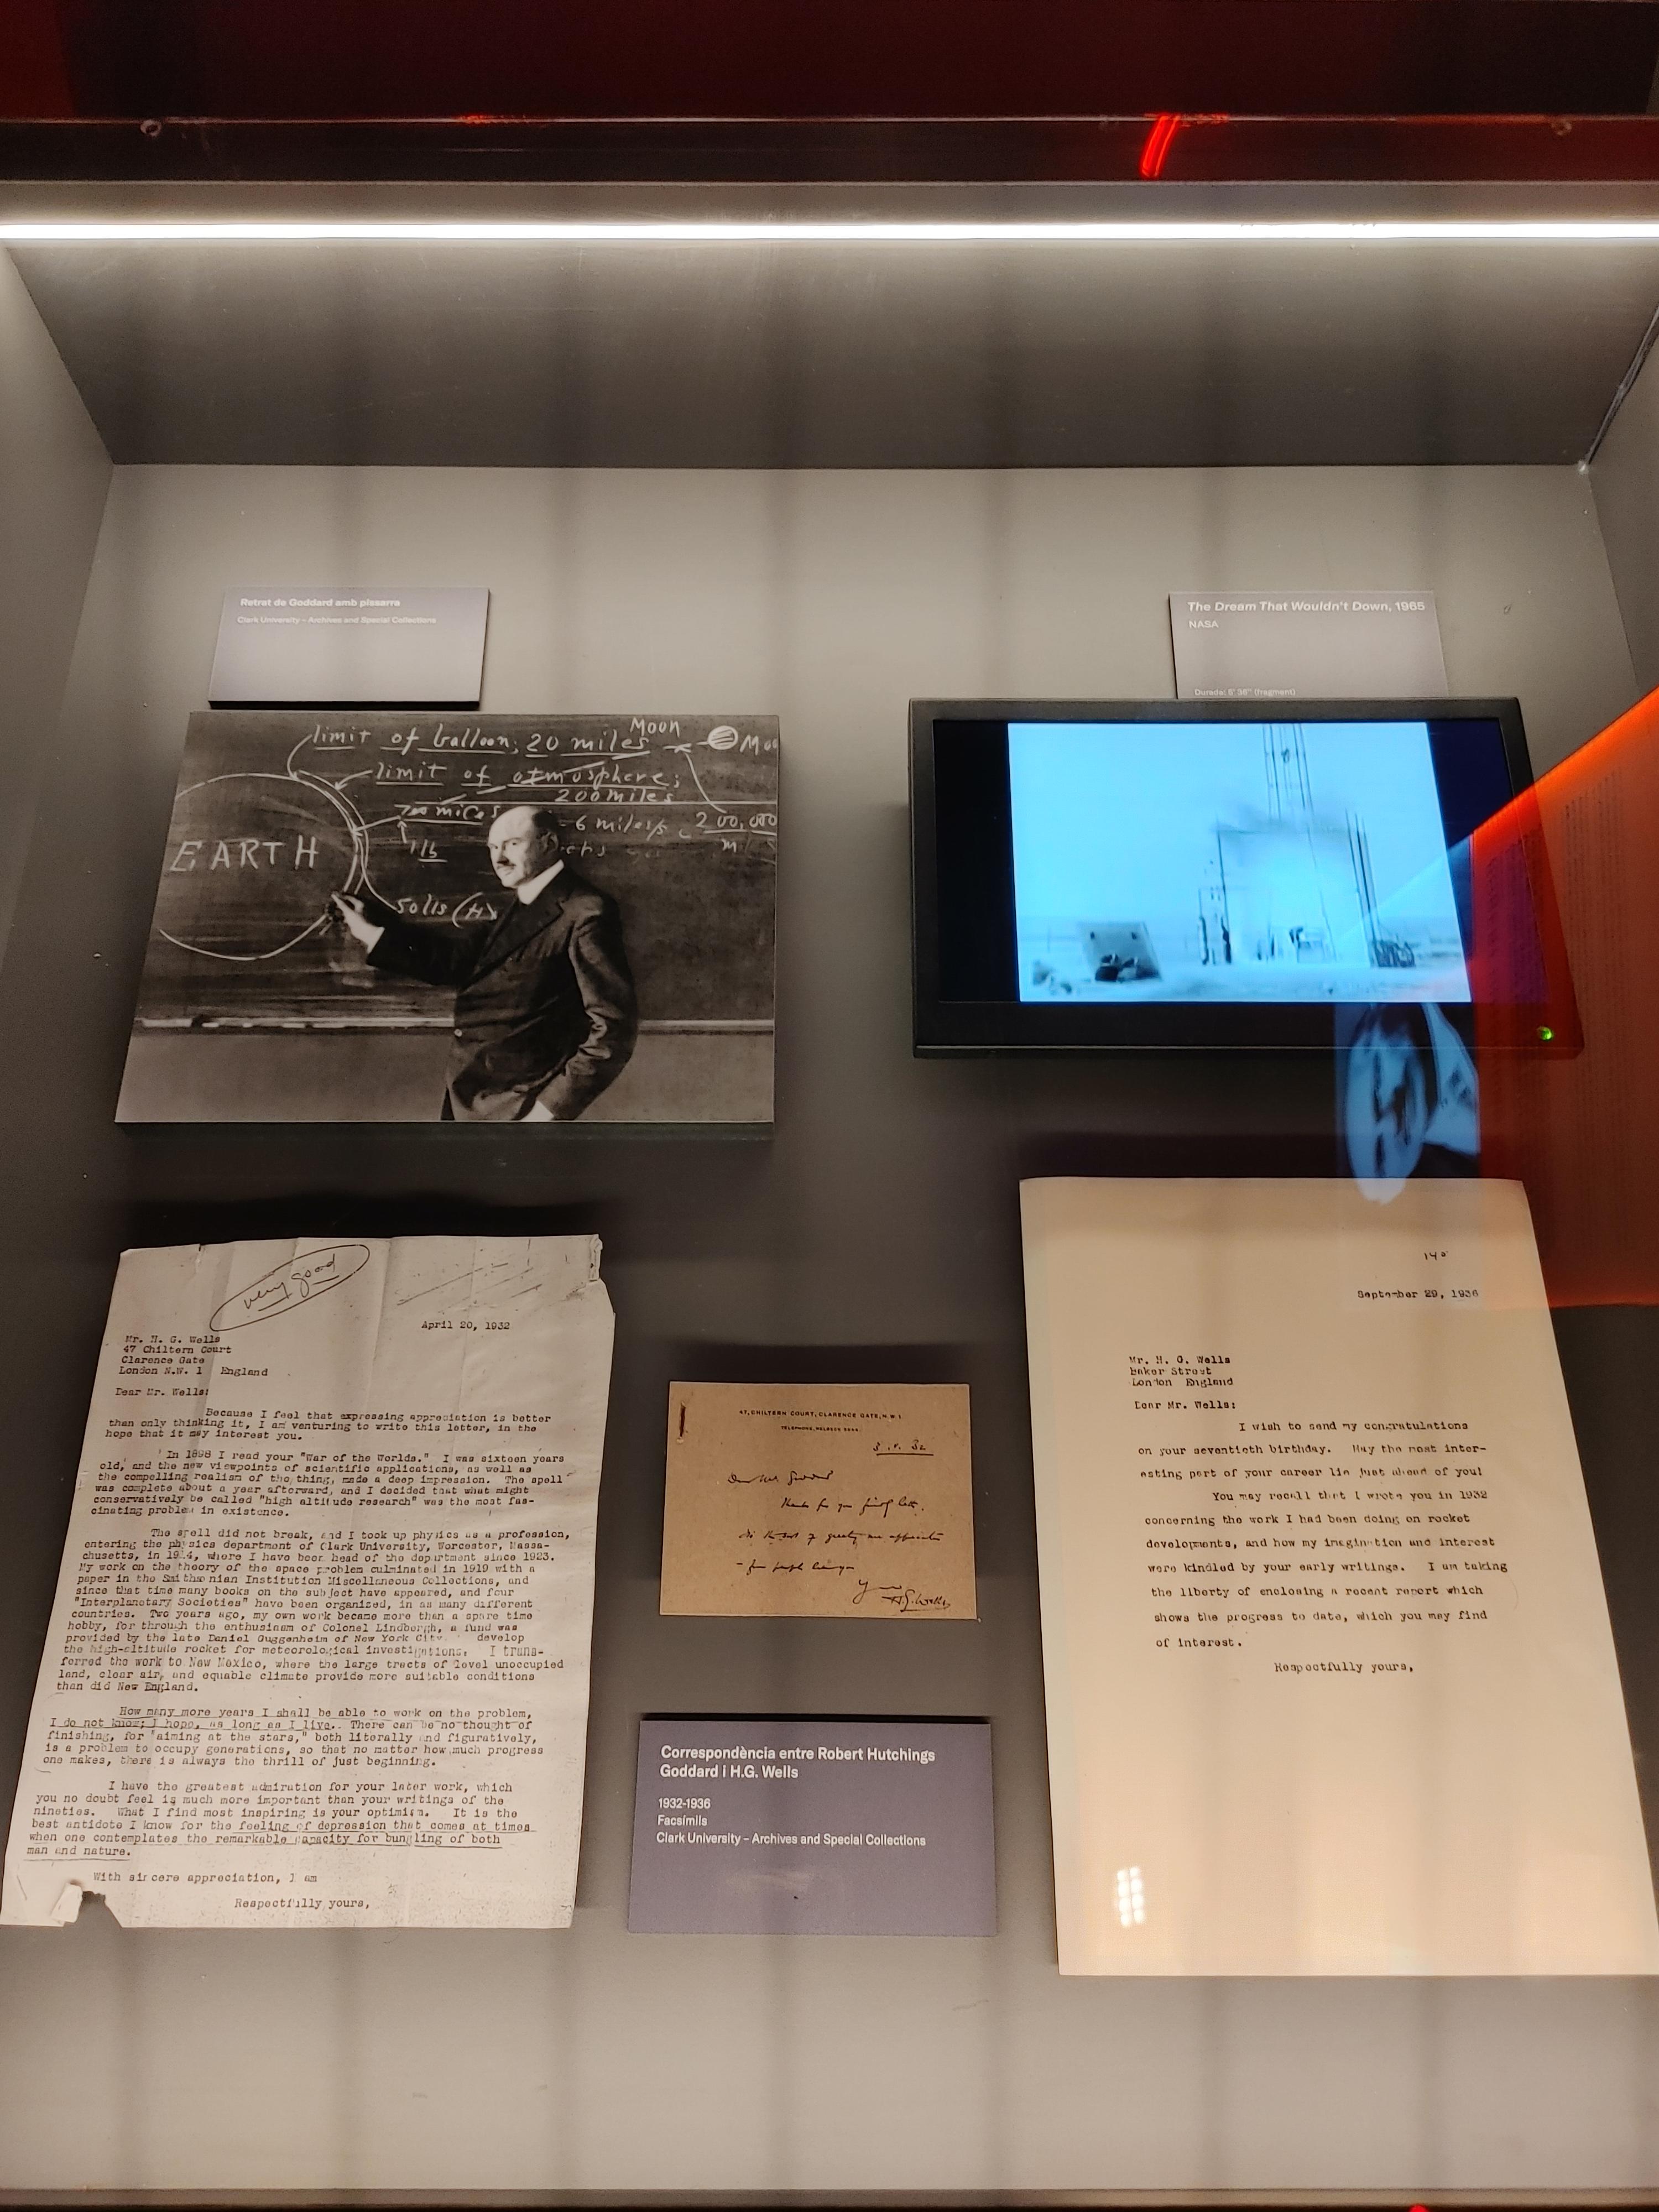 Retrat de Goddard amb pissarra
Clark University – Archives and Special Collections
The Dream That Wouldn't Down, 1965
NASA
Durada: 6' 36" (fragment)
limit of balloon; 20 miles
Moon
limit of atmosphere;
200 miles
700 miles
6 miles/s
200,000
1 lb
EARTH
very good
April 20, 1932
Mr. H. G. Wells
47 Chiltern Court
Clarence Gate
London N.W. 1 England
Dear Mr. Wells:
Because I feel that expressing appreciation is better
than only thinking it, I am venturing to write this letter, in the
hope that it may interest you.
In 1898 I read your "War of the Worlds." I was sixteen years
old, and the new viewpoints of scientific applications, as well as
the compelling realism of the thing, made a deep impression. The spell
was complete about a year afterward, and I decided that what might
conservatively be called "high altitude research" was the most fas-
cinating problem in existence.
The spell did not break, and I took up physics as a profession,
entering the physics department of Clark University, Worcester, Massa-
chusetts, in 1914, where I have been head of the department since 1923.
My work on the theory of the space problem culminated in 1919 with a
paper in the Smithsonian Institution Miscellaneous Collections, and
since that time many books on the subject have appeared, and four
"Interplanetary Societies" have been organized, in as many different
countries. Two years ago, my own work became more than a spare time
hobby, for through the enthusiasm of Colonel Lindbergh, a fund was
provided by the late Daniel Guggenheim of New York City develop
the high-altitude rocket for meteorological investigations. I trans-
ferred the work to New Mexico, where the large tracts of level unoccupied
land, clear air, and equable climate provide more suitable conditions
than did New England.
How many more years I shall be able to work on the problem,
I do not know; I hope, as long as I live. There can be no thought of
finishing, for "aiming at the stars," both literally and figuratively,
is a problem to occupy generations, so that no matter how much progress
one makes, there is always the thrill of just beginning.
I have the greatest admiration for your later work, which
you no doubt feel is much more important than your writings of the
nineties. What I find most inspiring is your optimism. It is the
best antidote I know for the feeling of depression that comes at times
when one contemplates the remarkable capacity for bungling of both
man and nature.
With sincere appreciation, I am
Respectfully yours,
47, CHILTERN COURT, CLARENCE GATE, N.W.1
Dear Mr. Goddard
Thanks for your
H.G. Wells
Correspondència entre Robert Hutchings
Goddard i H.G. Wells
1932-1936
Facsímils
Clark University – Archives and Special Collections
September 29, 1936
Mr. H. G. Wells
Baker Street
London England
Dear Mr. Wells:
I wish to send my congratulations
on your seventieth birthday. May the most inter-
esting part of your career lie just ahead of you!
You may recall that I wrote you in 1932
concerning the work I had been doing on rocket
developments, and how my imagination and interest
were kindled by your early writings. I am taking
the liberty of enclosing a recent report which
shows the progress to date, which you may find
of interest.
Respectfully yours,